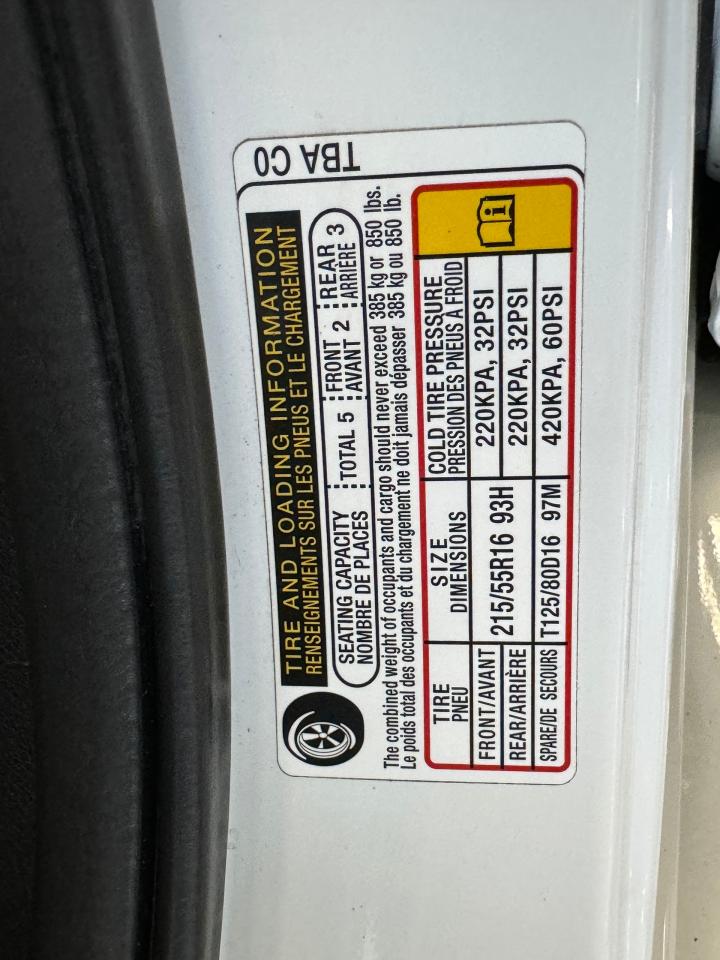 TBA C0
TIRE AND LOADING INFORMATION
RENSEIGNEMENTS SUR LES PNEUS ET LE CHARGEMENT
SEATING CAPACITY TOTAL 5 FRONT 2 REAR 3
NOMBRE DE PLACES AVANT ARRIÈRE
The combined weight of occupants and cargo should never exceed 385 kg or 850 lbs.
Le poids total des occupants et du chargement ne doit jamais dépasser 385 kg ou 850 lb.
TIRE SIZE COLD TIRE PRESSURE
PNEU DIMENSIONS PRESSION DES PNEUS À FROID
FRONT/AVANT 215/55R16 93H 220KPA, 32PSI
REAR/ARRIÈRE 220KPA, 32PSI
SPARE/DE SECOURS T125/80D16 97M 420KPA, 60PSI